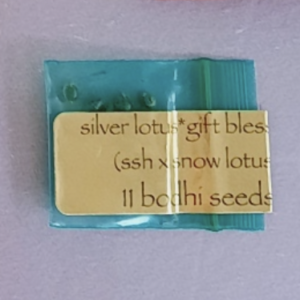 silver lotus*gift bless
(ssh x snow lotus
11 bodhi seeds